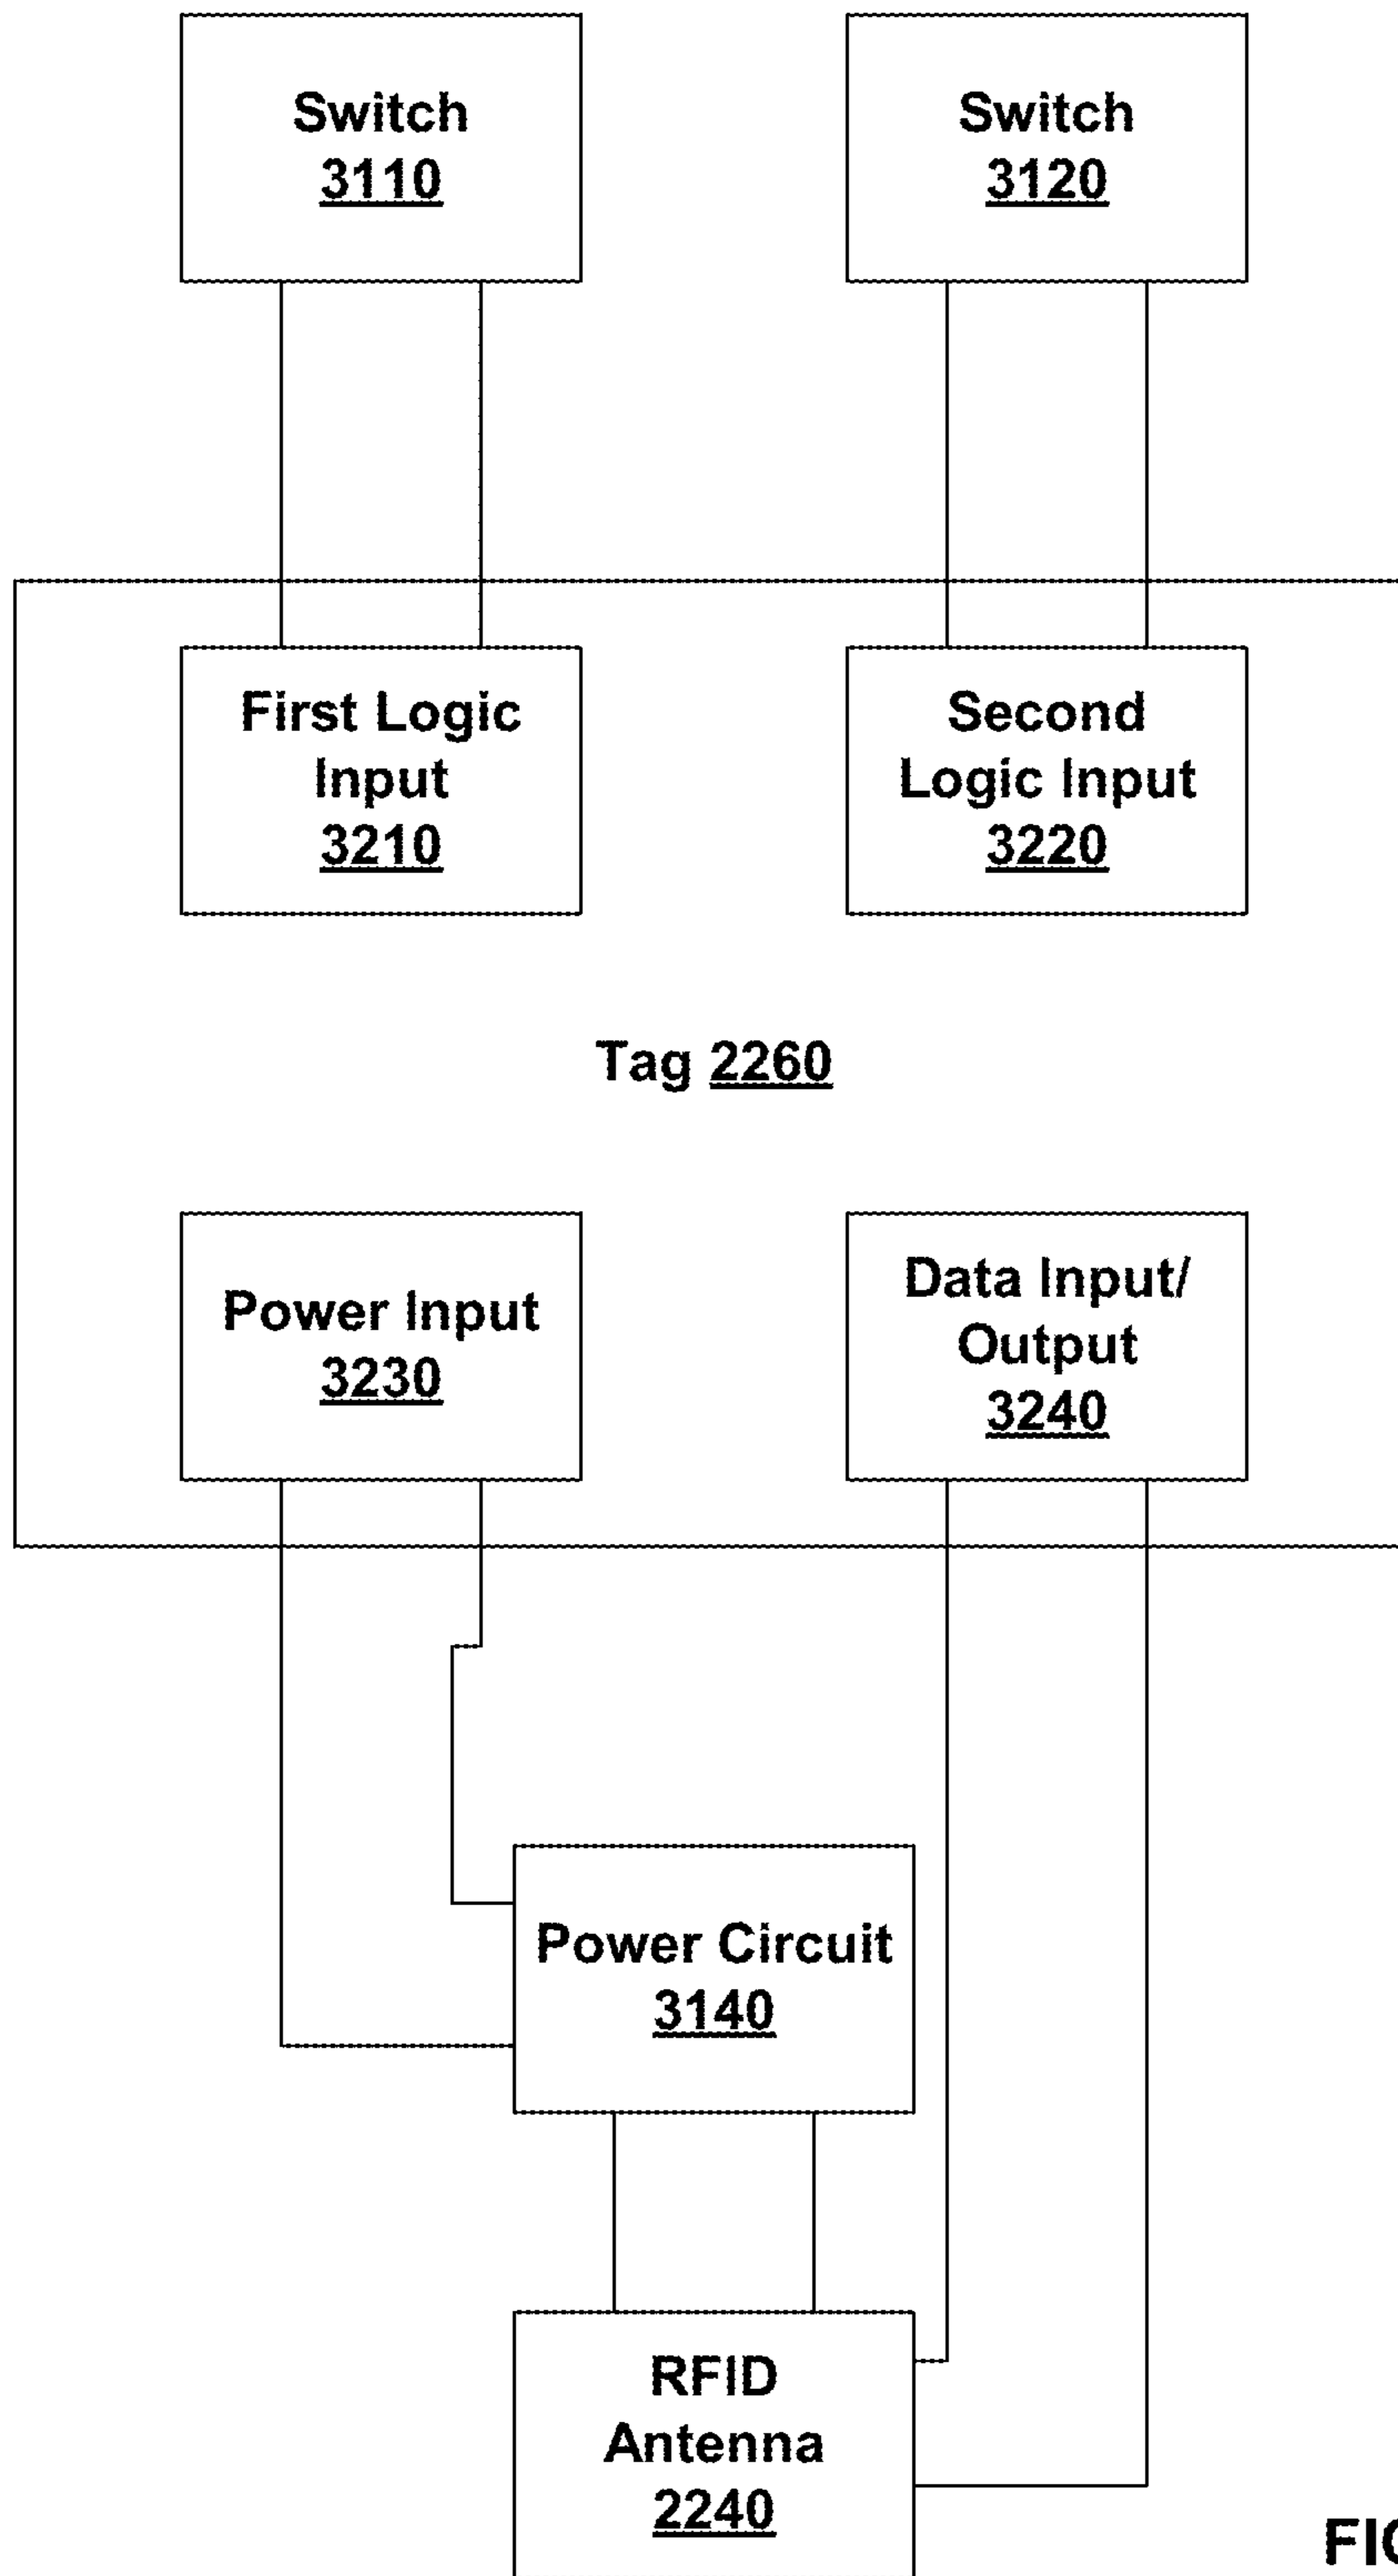 Switch
3110
Switch
3120
First Logic
Input
3210
Second
Logic Input
3220
Tag 2260
Power Input
3230
Data Input/
Output
3240
Power Circuit
3140
RFID
Antenna
2240